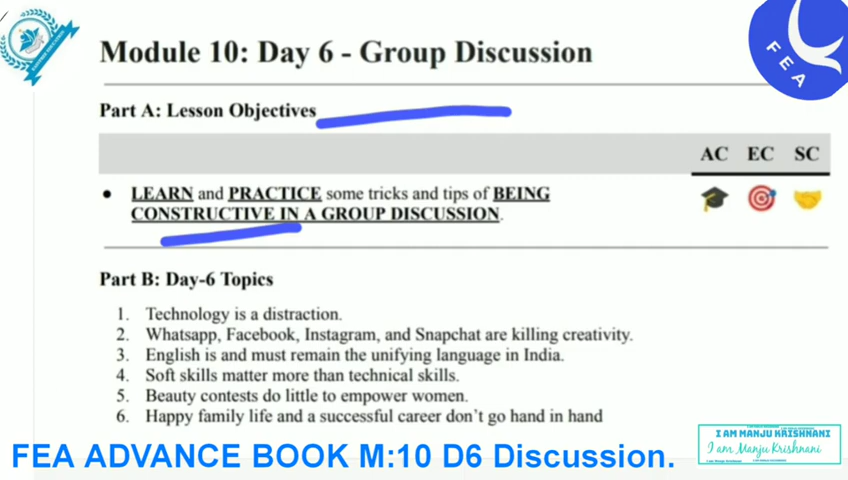 Module 10: Day 6 - Group Discussion
FEA
Part A: Lesson Objectives
AC EC SC
● LEARN and PRACTICE some tricks and tips of BEING
CONSTRUCTIVE IN A GROUP DISCUSSION.
Part B: Day-6 Topics
1. Technology is a distraction.
2. Whatsapp, Facebook, Instagram, and Snapchat are killing creativity.
3. English is and must remain the unifying language in India.
4. Soft skills matter more than technical skills.
5. Beauty contests do little to empower women.
6. Happy family life and a successful career don't go hand in hand
I AM MANJU KRISHNANI
I am Manju Krishnani
FEA ADVANCE BOOK M:10 D6 Discussion.